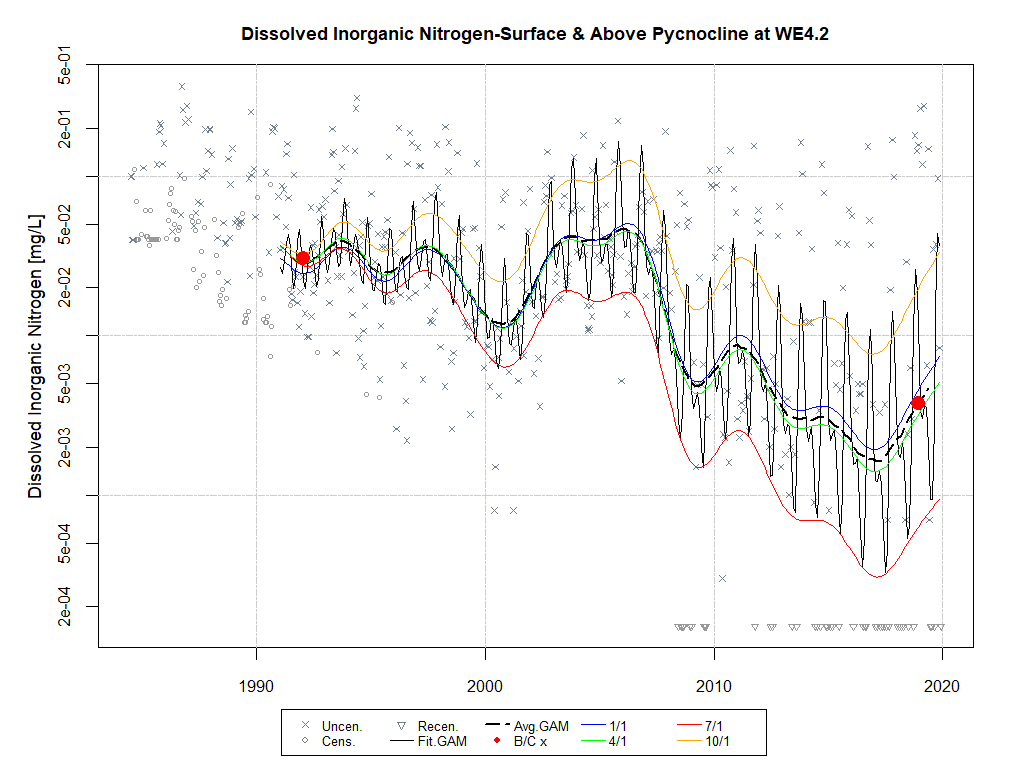 Dissolved Inorganic Nitrogen-Surface & Above Pycnocline at WE4.2
Dissolved Inorganic Nitrogen [mg/L]
5e-01
2e-01
5e-02
2e-02
5e-03
2e-03
5e-04
2e-04
1990 2000 2010 2020
Uncen. Recen. Avg.GAM 1/1 7/1
Cens. Fit.GAM B/C x 4/1 10/1